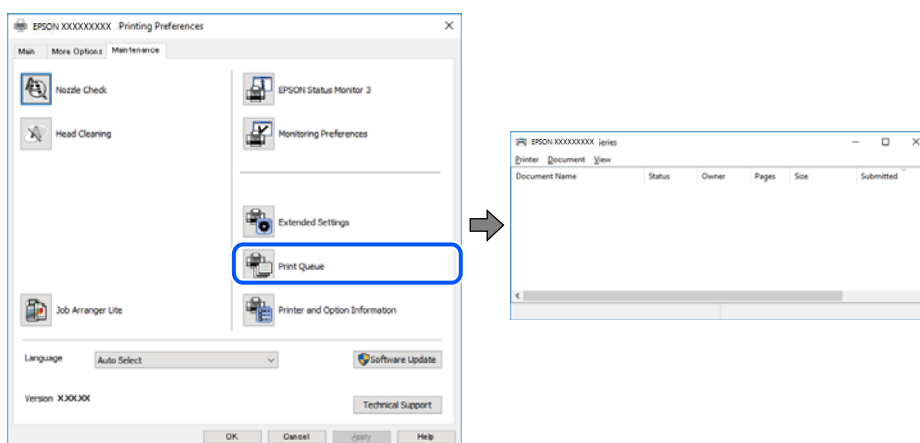 EPSON XXXXXXXXX Printing Preferences
Main More Options Maintenance
Nozzle Check
Head Cleaning
Job Arranger Lite
EPSON Status Monitor 3
Monitoring Preferences
Extended Settings
Print Queue
Printer and Option Information
Language Auto Select Software Update
Version X.XX.XX Technical Support
OK Cancel Apply Help
EPSON XXXXXXXXX ieries
Printer Document View
Document Name Status Owner Pages Size Submitted